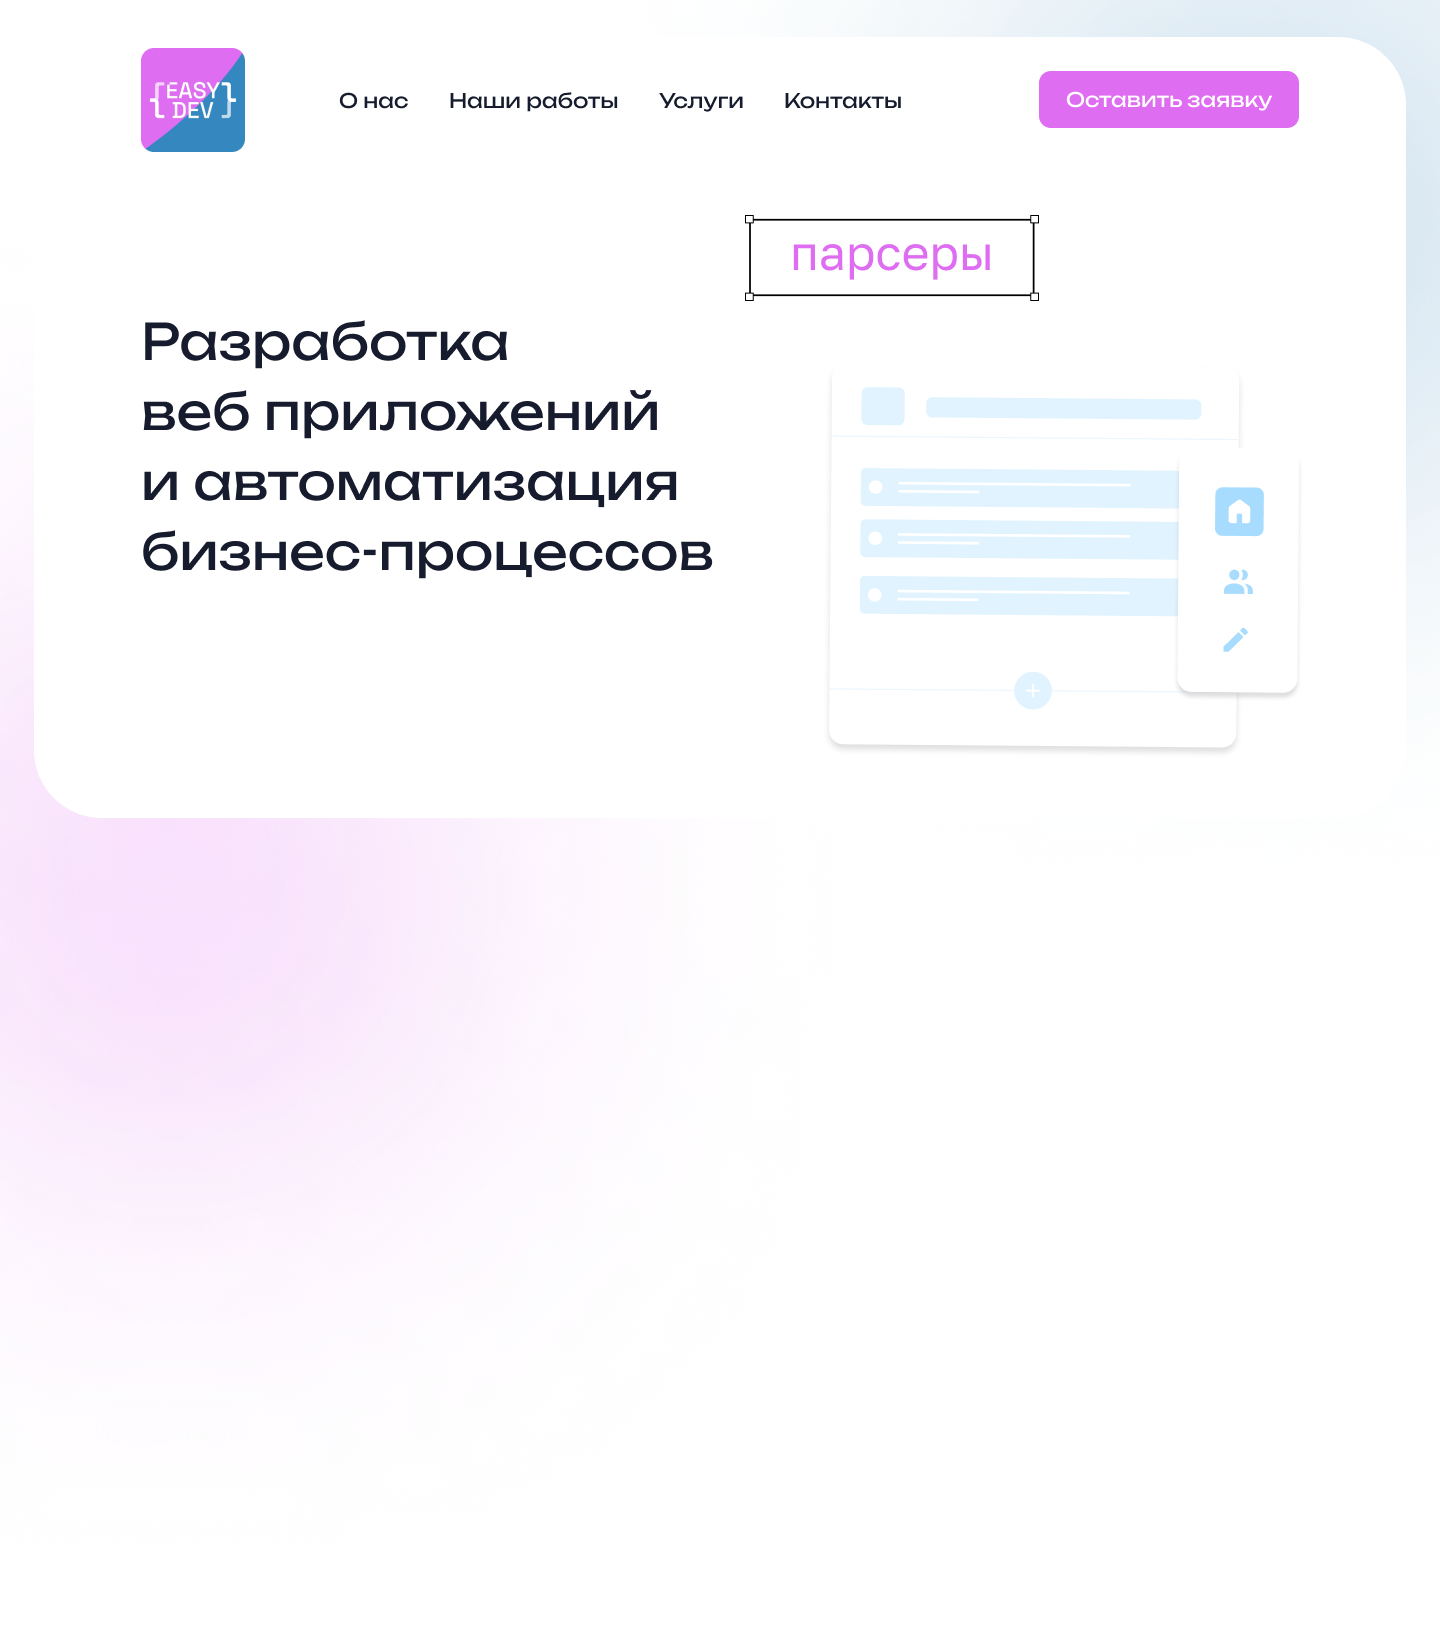 {EASY
DEV}
О нас
Наши работы
Услуги
Контакты
Оставить заявку
парсеры
Разработка
веб приложений
и автоматизация
бизнес-процессов